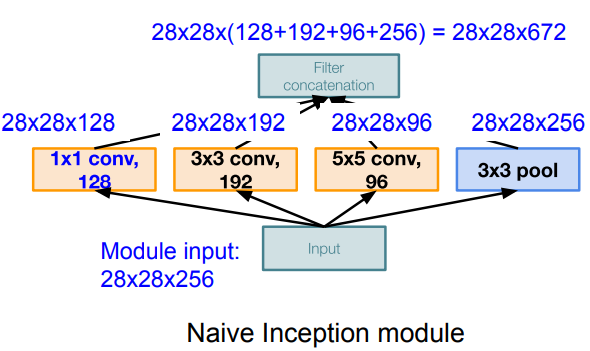 28x28x(128+192+96+256) = 28x28x672
Filter
concatenation
28x28x128 28x28x192 28x28x96 28x28x256
1x1 conv,
128
3x3 conv,
192
5x5 conv,
96
3x3 pool
Module input:
28x28x256
Input
Naive Inception module